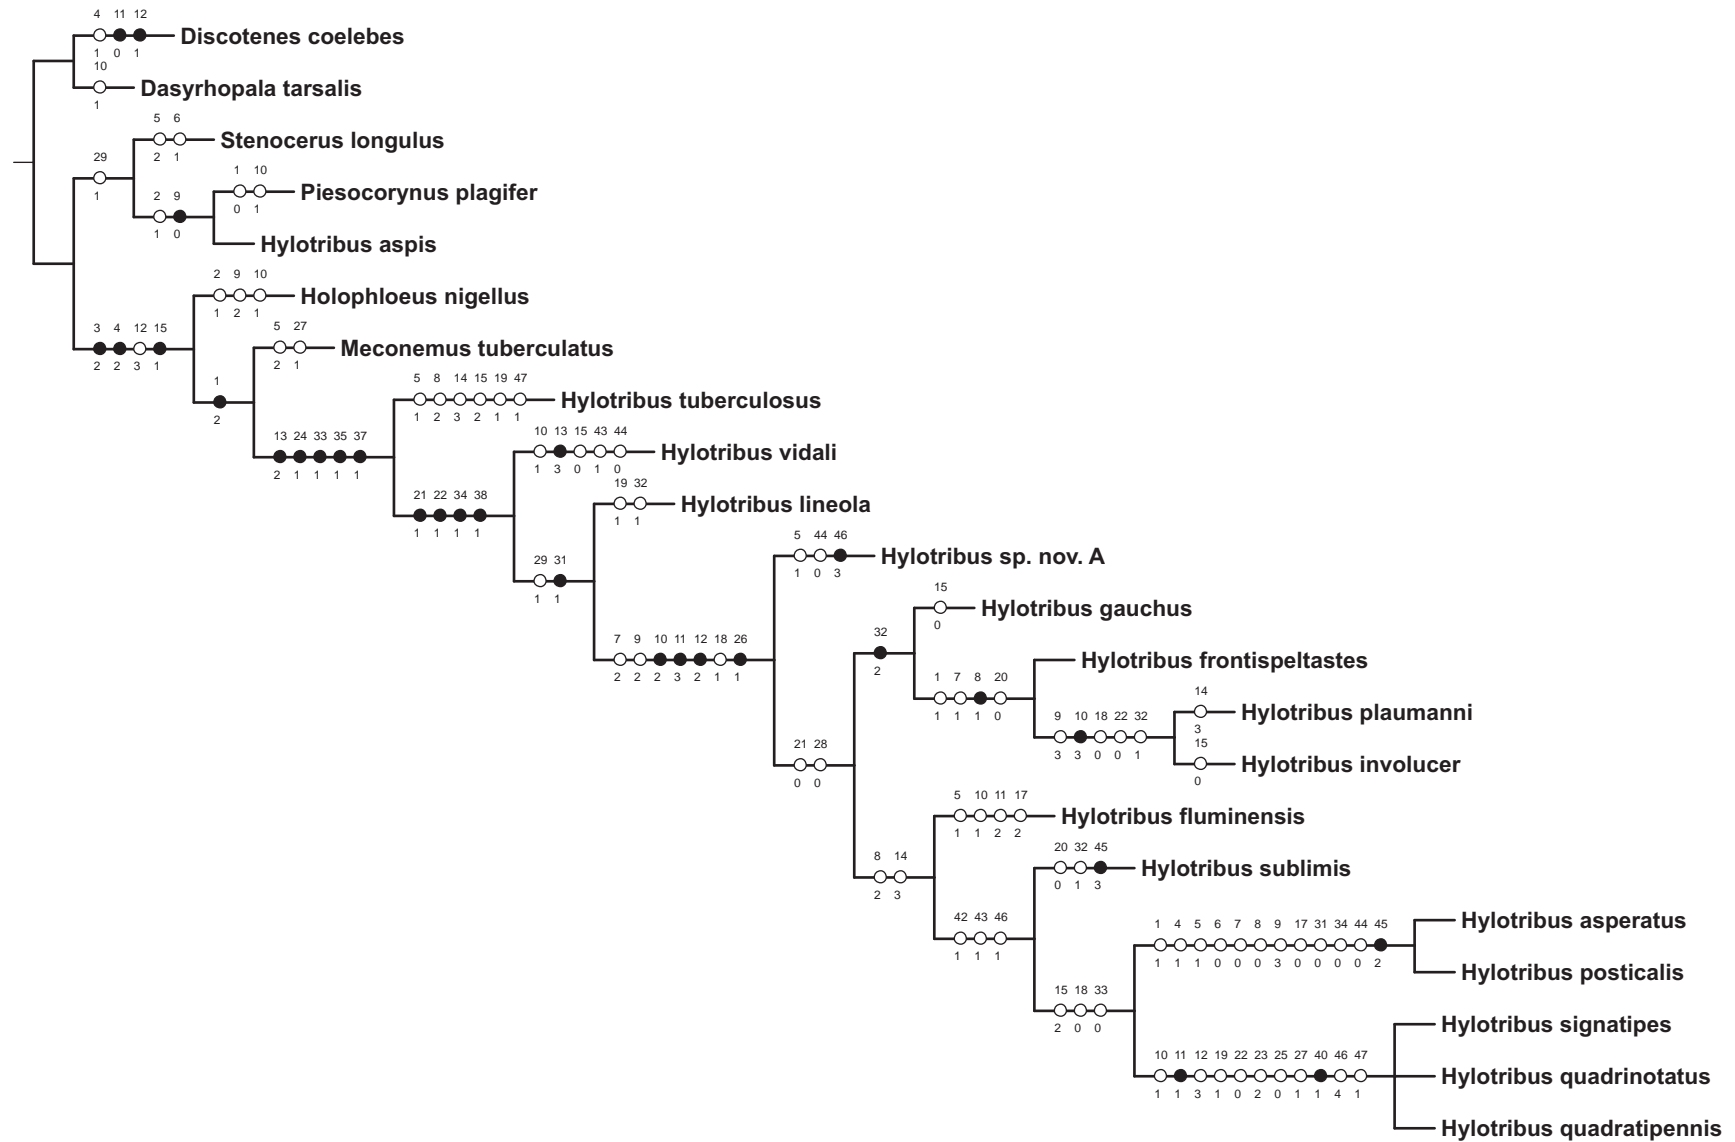 4 11 12
Discotenes coelebes
1 0 1
10
Dasyrhopala tarsalis
1
5 6
Stenocerus longulus
2 1
29
1
1 10
Piesocorynus plagifer
0 1
2 9
1 0
Hylotribus aspis
2 9 10
Holophloeus nigellus
1 2 1
3 4 12 15
2 2 3 1
5 27
Meconemus tuberculatus
2 1
1
2
5 8 14 15 19 47
Hylotribus tuberculosus
1 2 3 2 1 1
13 24 33 35 37
2 1 1 1 1
10 13 15 43 44
Hylotribus vidali
1 3 0 1 0
21 22 34 38
1 1 1 1
19 32
Hylotribus lineola
1 1
29 31
1 1
5 44 46
Hylotribus sp. nov. A
1 0 3
7 9 10 11 12 18 26
2 2 2 3 2 1 1
15
Hylotribus gauchus
0
32
2
Hylotribus frontispeltastes
1 7 8 20
1 1 1 0
14
Hylotribus plaumanni
3
9 10 18 22 32
3 3 0 0 1
15
Hylotribus involucer
0
21 28
0 0
5 10 11 17
Hylotribus fluminensis
1 1 2 2
8 14
2 3
20 32 45
Hylotribus sublimis
0 1 3
42 43 46
1 1 1
Hylotribus asperatus
1 4 5 6 7 8 9 17 31 34 44 45
1 1 1 0 0 0 3 0 0 0 0 2
Hylotribus posticalis
15 18 33
2 0 0
Hylotribus signatipes
10 11 12 19 22 23 25 27 40 46 47
Hylotribus quadrinotatus
1 1 3 1 0 2 0 1 1 4 1
Hylotribus quadratipennis